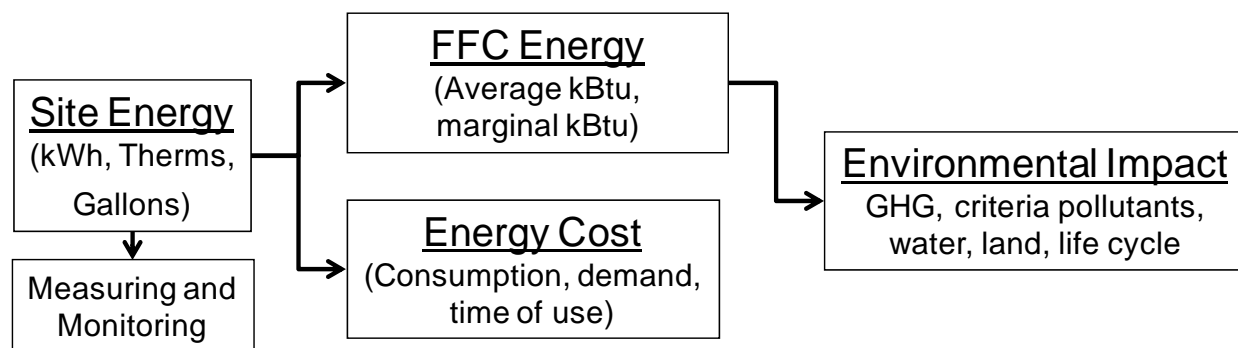 Site Energy
(kWh, Therms,
Gallons)
Measuring and
Monitoring
FFC Energy
(Average kBtu,
marginal kBtu)
Energy Cost
(Consumption, demand,
time of use)
Environmental Impact
GHG, criteria pollutants,
water, land, life cycle